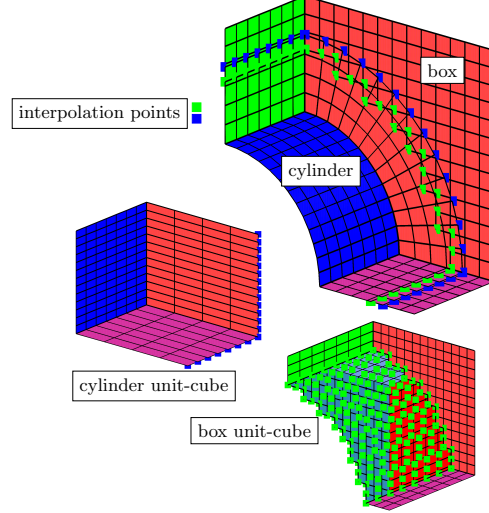 box
interpolation points
cylinder
cylinder unit-cube
box unit-cube